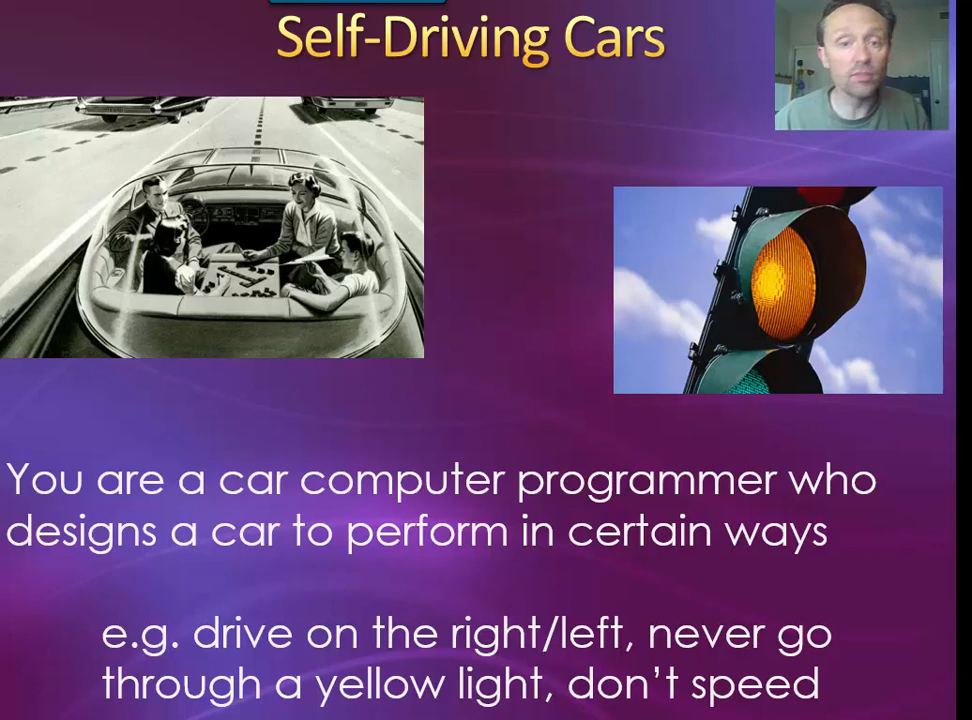 Self-Driving Cars
You are a car computer programmer who
designs a car to perform in certain ways
e.g. drive on the right/left, never go
through a yellow light, don't speed